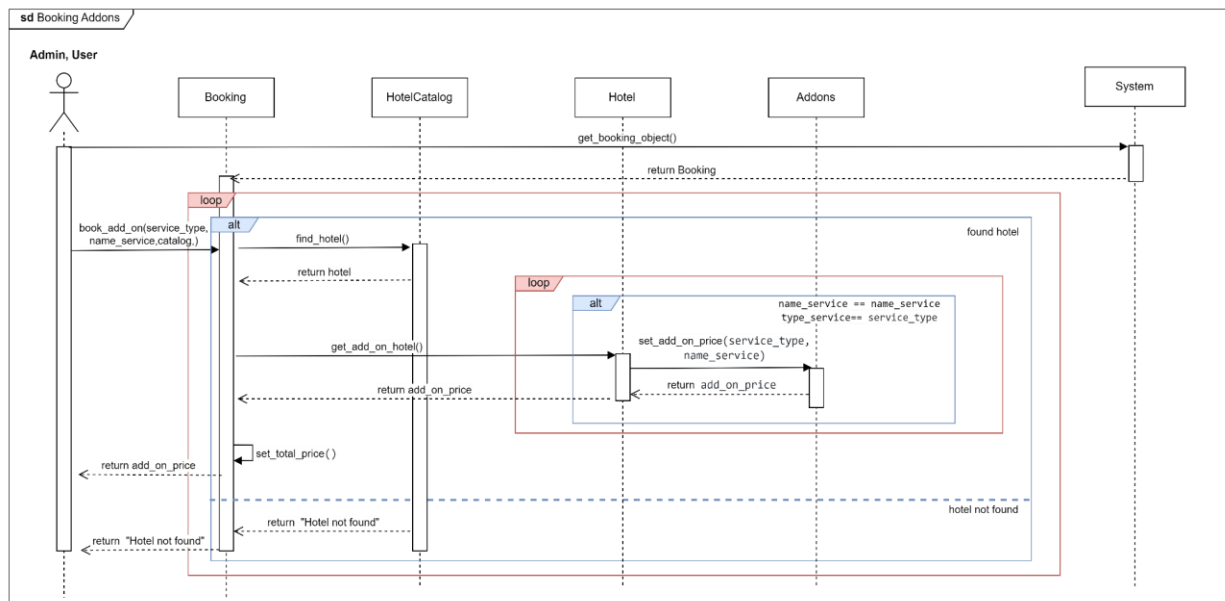 sd Booking Addons
Admin, User
Booking
HotelCatalog
Hotel
Addons
System
get_booking_object()
return Booking
loop
alt
found hotel
book_add_on(service_type,
name_service,catalog,)
find_hotel()
return hotel
loop
alt
name_service == name_service
type_service== service_type
get_add_on_hotel()
set_add_on_price(service_type,
name_service)
return add_on_price
return add_on_price
set_total_price()
return add_on_price
hotel not found
return "Hotel not found"
return "Hotel not found"